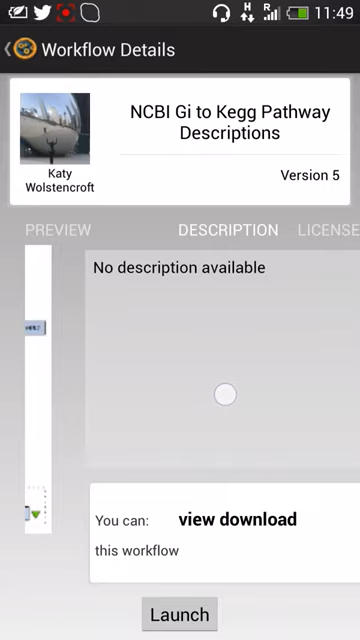 H R 11:49
Workflow Details
NCBI Gi to Kegg Pathway
Descriptions
Katy
Wolstencroft
Version 5
PREVIEW DESCRIPTION LICENSE
No description available
You can: view download
this workflow
Launch